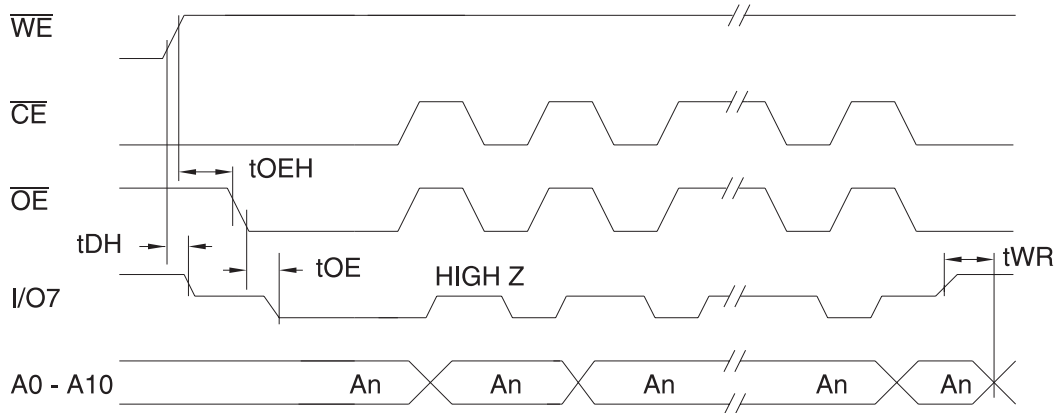 WE
CE
tOEH
OE
tDH
tOE
HIGH Z
tWR
I/O7
A0 - A10 An An An An An